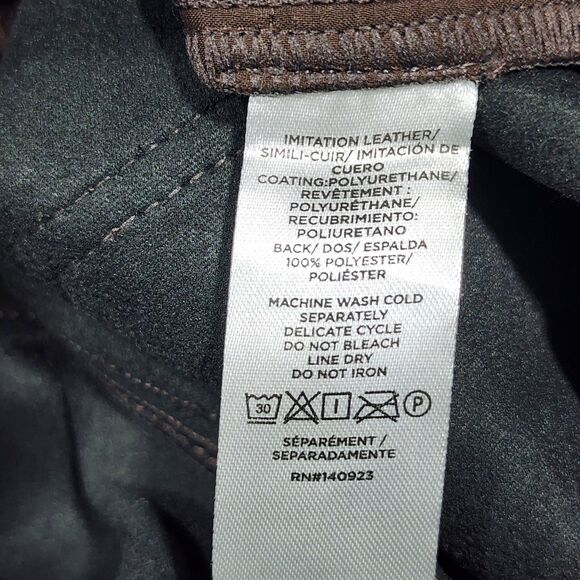 IMITATION LEATHER/
SIMILI-CUIR/ IMITACIÓN DE
CUERO
COATING:POLYURETHANE/
REVÊTEMENT :
POLYURÉTHANE/
RECUBRIMIENTO:
POLIURETANO
BACK/ DOS/ ESPALDA
100% POLYESTER/
POLIÉSTER
MACHINE WASH COLD
SEPARATELY
DELICATE CYCLE
DO NOT BLEACH
LINE DRY
DO NOT IRON
30 P
SÉPARÉMENT /
SEPARADAMENTE
RN#140923